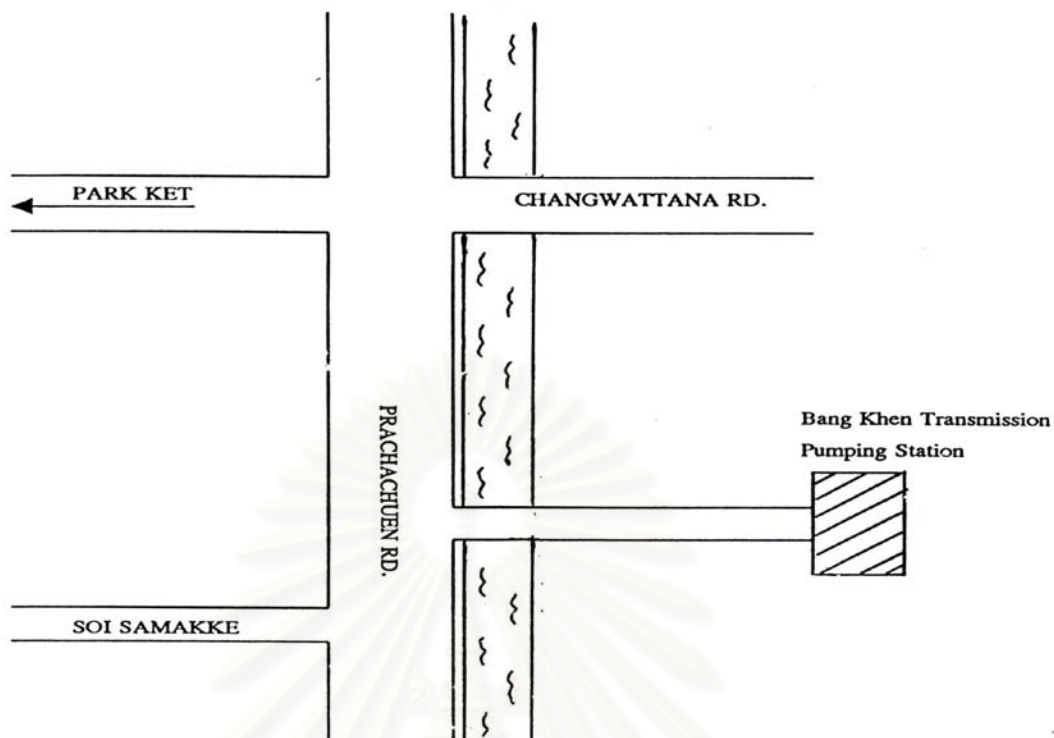 PARK KET
CHANGWATTANA RD.
PRACHACHUEN RD.
Bang Khen Transmission
Pumping Station
SOI SAMAKKE